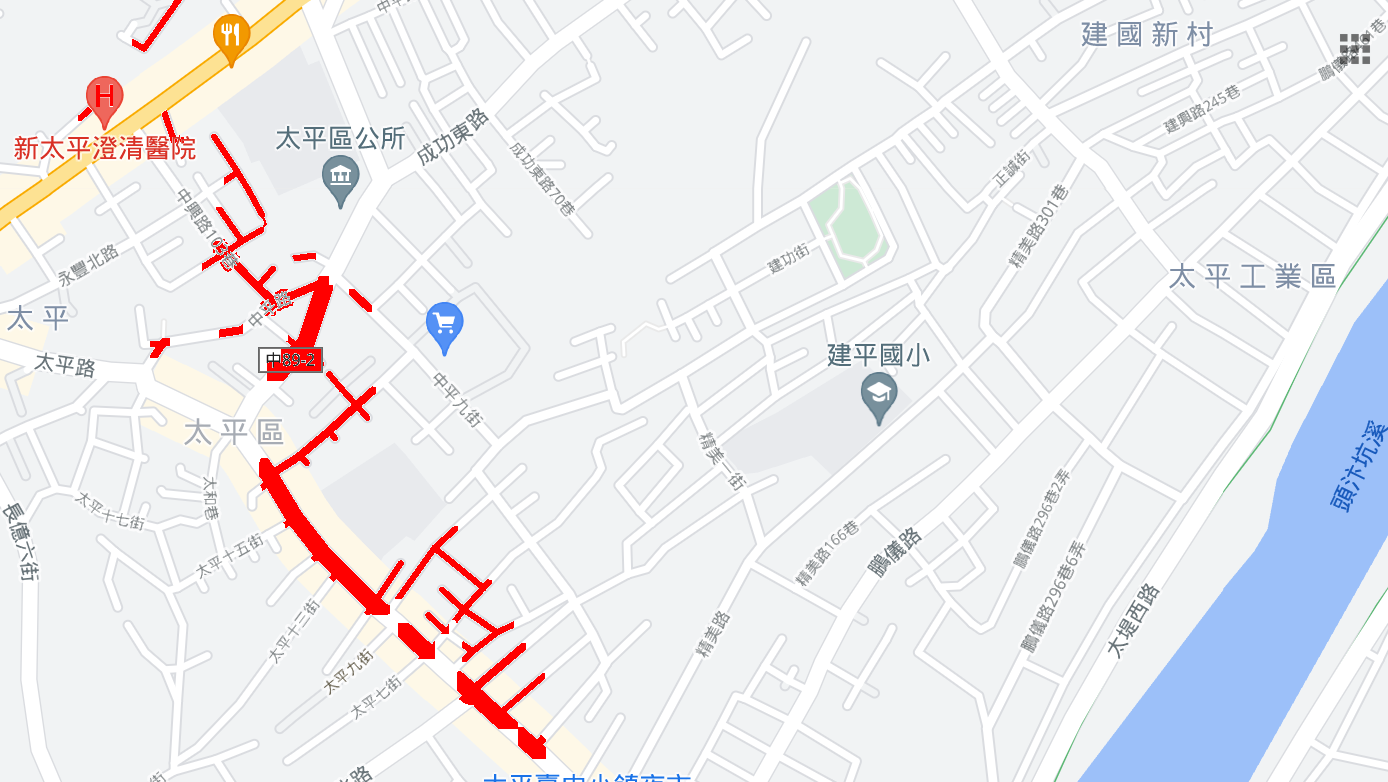 建國新村
建興路245巷
H
新太平澄清醫院
太平區公所
成功東路
成功東路70巷
正誠街
精美路301巷
建功街
永豐北路
太平工業區
太平
太平路
中89-2
中平九街
建平國小
太平區
精美一街
頭汴坑溪
太和巷
太平十七街
長億六街
太平十五街
精美路166巷
鵬儀路
鵬儀路296巷2弄
鵬儀路296巷6弄
太堤西路
太平十三街
精美路
太平九街
太平七街